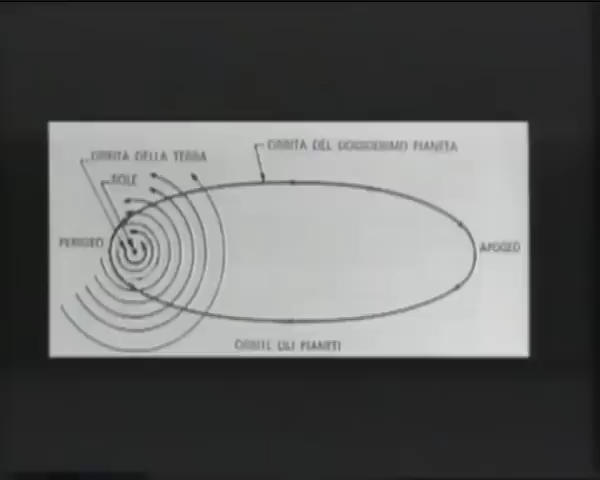 ORBITA DELLA TERRA
ORBITA DEL DODICESIMO PIANETA
SOLE
PERIGEO
APOGEO
ORBITE DEI PIANETI